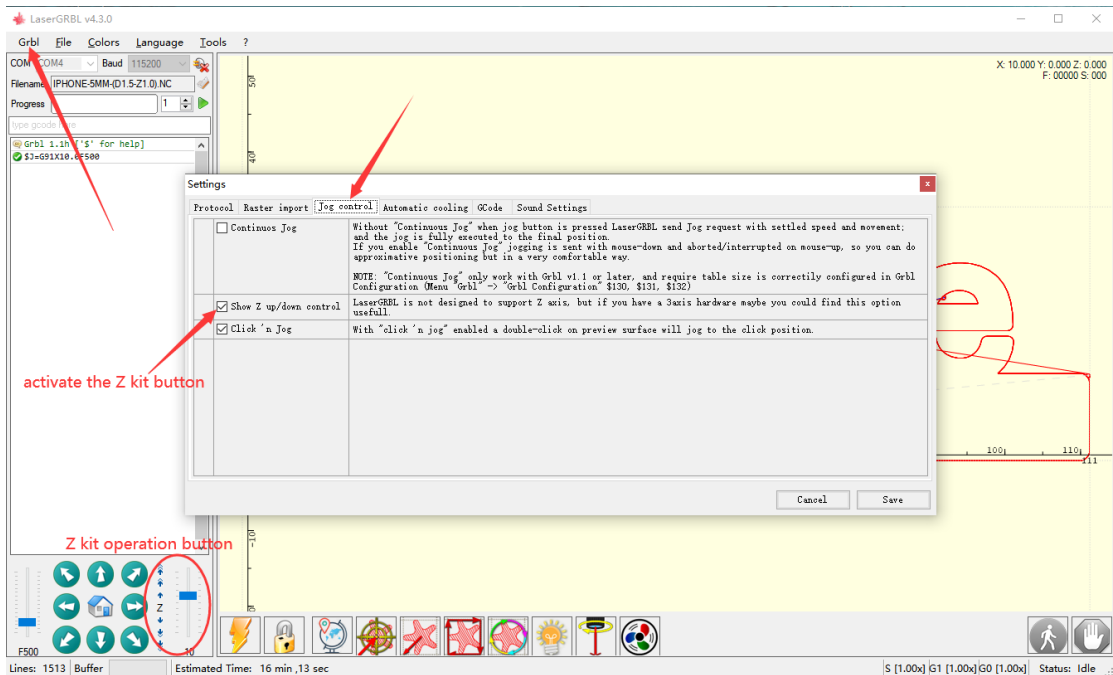 LaserGRBL v4.3.0
Grbl File Colors Language Tools ?
COM COM4 Baud 115200
Filename IPHONE-5MM-(D1.5-Z1.0).NC
Progress 1
type gcode here
Grbl 1.1h ['$' for help]
$J=G91X10.0F500
X: 10.000 Y: 0.000 Z: 0.000
F: 00000 S: 000
50
40
Settings
Protocol Raster import Jog control Automatic cooling GCode Sound Settings
Continuos Jog
Without "Continuous Jog" when jog button is pressed LaserGRBL send Jog request with settled speed and movement;
and the jog is fully executed to the final position.
If you enable "Continuous Jog" jogging is sent with mouse-down and aborted/interrupted on mouse-up, so you can do
approximative positioning but in a very comfortable way.
NOTE: "Continuous Jog" only work with Grbl v1.1 or later, and require table size is correctly configured in Grbl
Configuration (Menu "Grbl" -> "Grbl Configuration" $130, $131, $132)
Show Z up/down control
LaserGRBL is not designed to support Z axis, but if you have a 3axis hardware maybe you could find this option
usefull.
Click 'n Jog
With "click 'n jog" enabled a double-click on preview surface will jog to the click position.
activate the Z kit button
100 110
111
Cancel Save
Z kit operation button
-10
Z
F500 10
Lines: 1513 Buffer Estimated Time: 16 min ,13 sec S [1.00x] G1 [1.00x] G0 [1.00x] Status: Idle